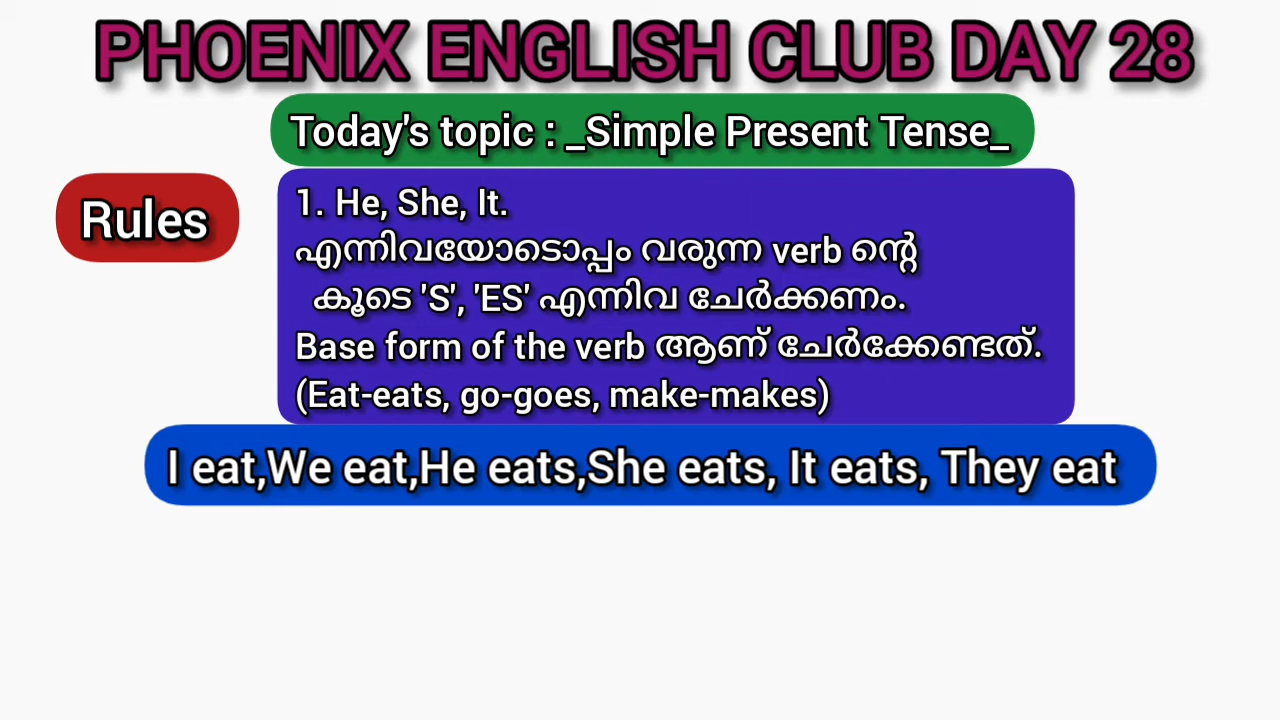 PHOENIX ENGLISH CLUB DAY 28
Today's topic : _Simple Present Tense_
Rules
1. He, She, It.
എന്നിവയോടൊപ്പം വരുന്ന verb ന്റെ
കൂടെ 'S', 'ES' എന്നിവ ചേർക്കണം.
Base form of the verb ആണ് ചേർക്കേണ്ടത്.
(Eat-eats, go-goes, make-makes)
I eat,We eat,He eats,She eats, It eats, They eat